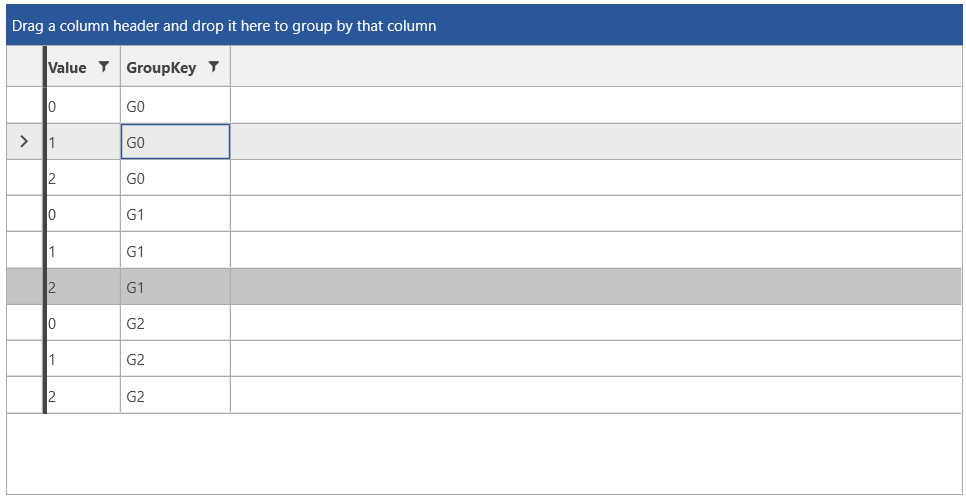 Drag a column header and drop it here to group by that column
Value GroupKey
0 G0
1 G0
2 G0
0 G1
1 G1
2 G1
0 G2
1 G2
2 G2